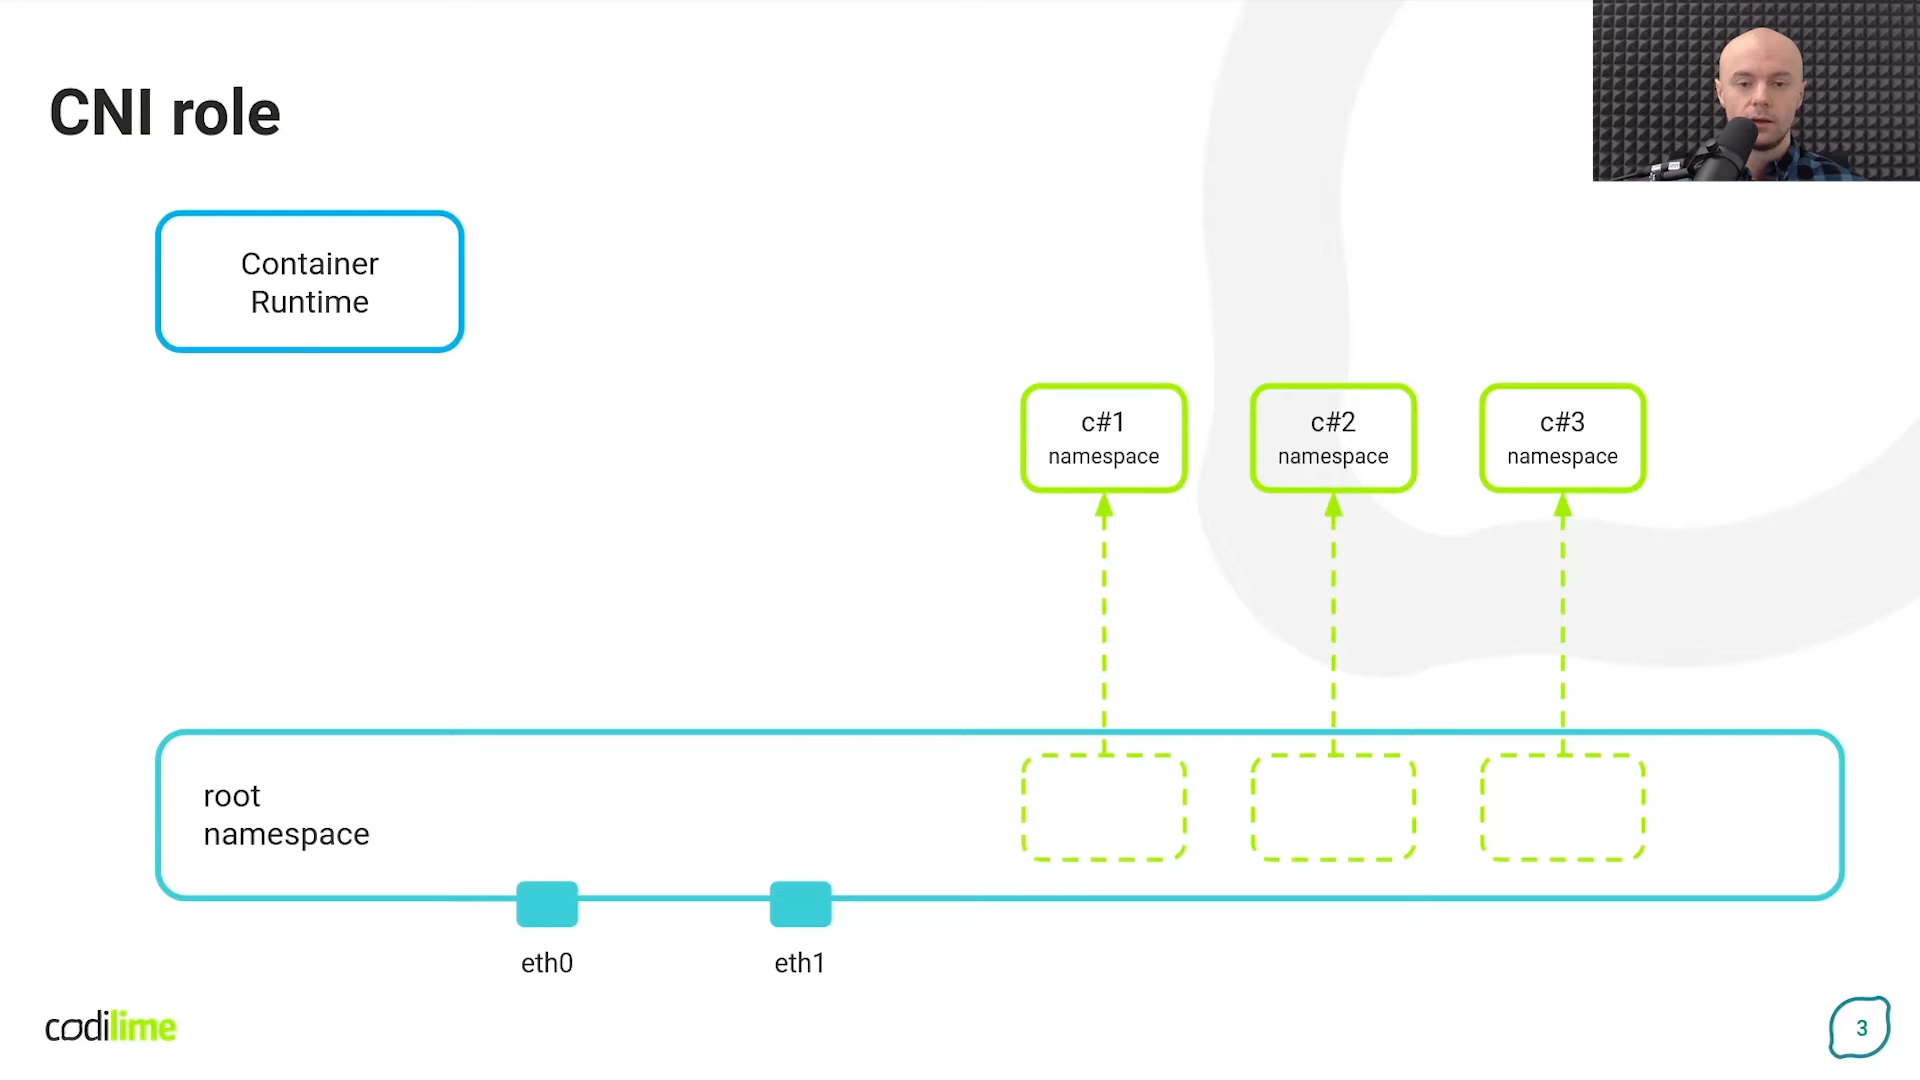 CNI role
Container
Runtime
c#1
namespace
c#2
namespace
c#3
namespace
root
namespace
eth0
eth1
codilime
3